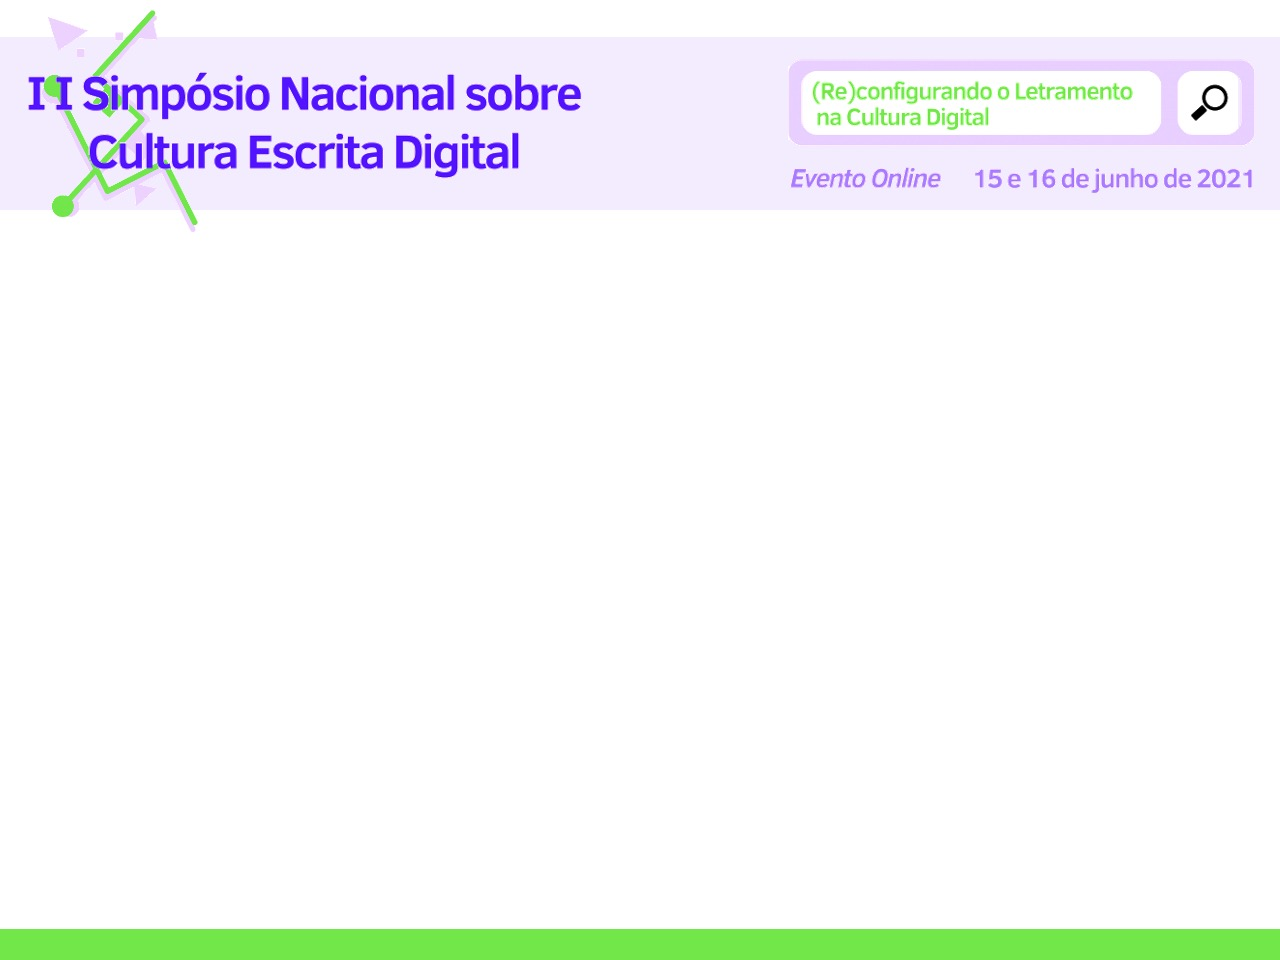 I I Simpósio Nacional sobre
Cultura Escrita Digital
(Re)configurando o Letramento
na Cultura Digital
Evento Online 15 e 16 de junho de 2021